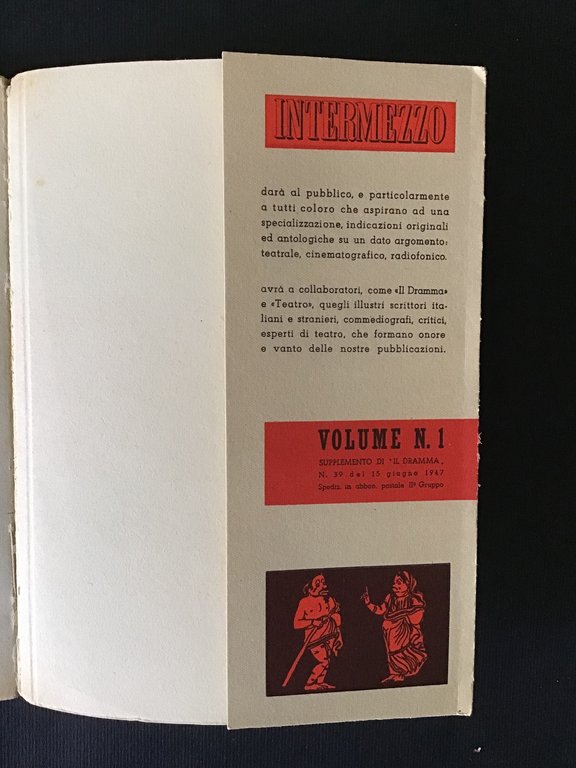 INTERMEZZO
darà al pubblico, e particolarmente
a tutti coloro che aspirano ad una
specializzazione, indicazioni originali
ed antologiche su un dato argomento:
teatrale, cinematografico, radiofonico.
avrà a collaboratori, come «Il Dramma»
e «Teatro», quegli illustri scrittori ita-
liani e stranieri, commediografi, critici,
esperti di teatro, che formano onore
e vanto delle nostre pubblicazioni.
VOLUME N. 1
SUPPLEMENTO DI "IL DRAMMA„
N. 39 del 15 giugno 1947
Spediz. in abbon. postale IIº Gruppo